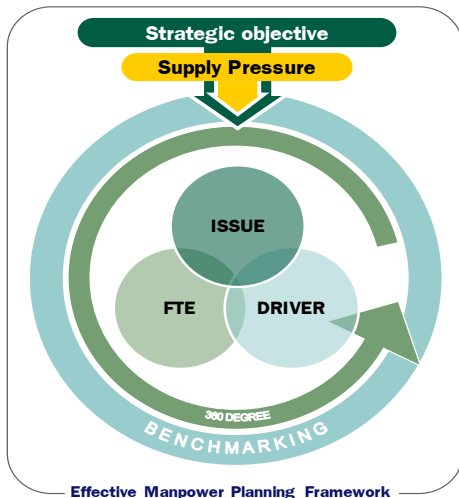 Strategic objective
Supply Pressure
ISSUE
FTE
DRIVER
360 DEGREE
BENCHMARKING
Effective Manpower Planning Framework